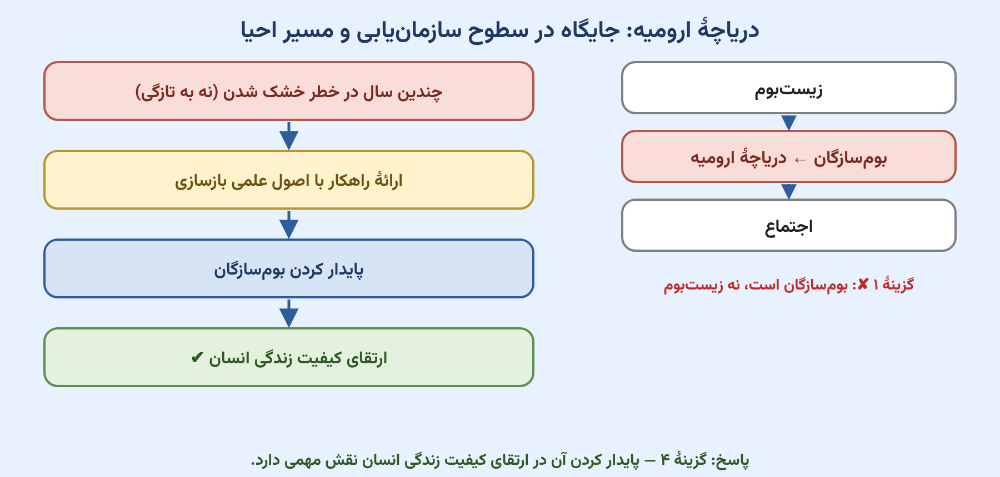 دریاچهٔ ارومیه: جایگاه در سطوح سازمان‌یابی و مسیر احیا
زیست‌بوم
بوم‌سازگان ← دریاچهٔ ارومیه
اجتماع
گزینهٔ ۱ ✘: بوم‌سازگان است، نه زیست‌بوم
چندین سال در خطر خشک شدن (نه به تازگی)
ارائهٔ راهکار با اصول علمی بازسازی
پایدار کردن بوم‌سازگان
ارتقای کیفیت زندگی انسان ✔
پاسخ: گزینهٔ ۴ — پایدار کردن آن در ارتقای کیفیت زندگی انسان نقش مهمی دارد.